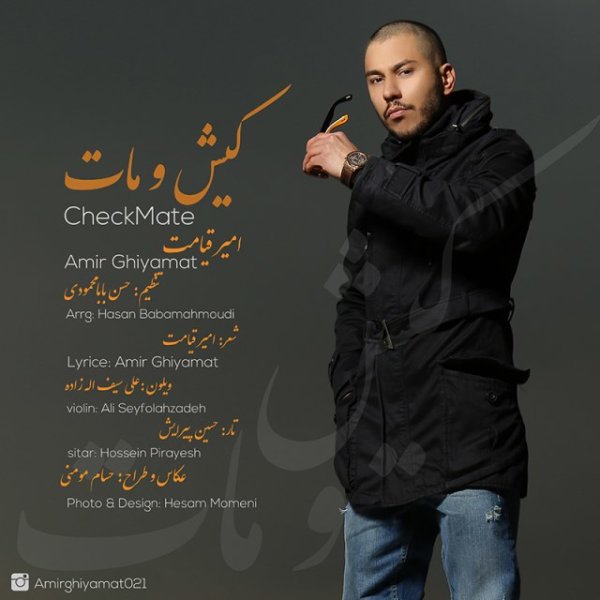 کیش و مات
CheckMate
امیر قیامت
Amir Ghiyamat
تنظیم: حسن بابامحمودی
Arrg: Hasan Babamahmoudi
شعر: امیر قیامت
Lyrice: Amir Ghiyamat
ویلون: علی سیف اله زاده
violin: Ali Seyfolahzadeh
تار: حسین پیرایش
sitar: Hossein Pirayesh
عکاس و طراح: حسام مومنی
Photo & Design: Hesam Momeni
Amirghiyamat021
کیش و مات